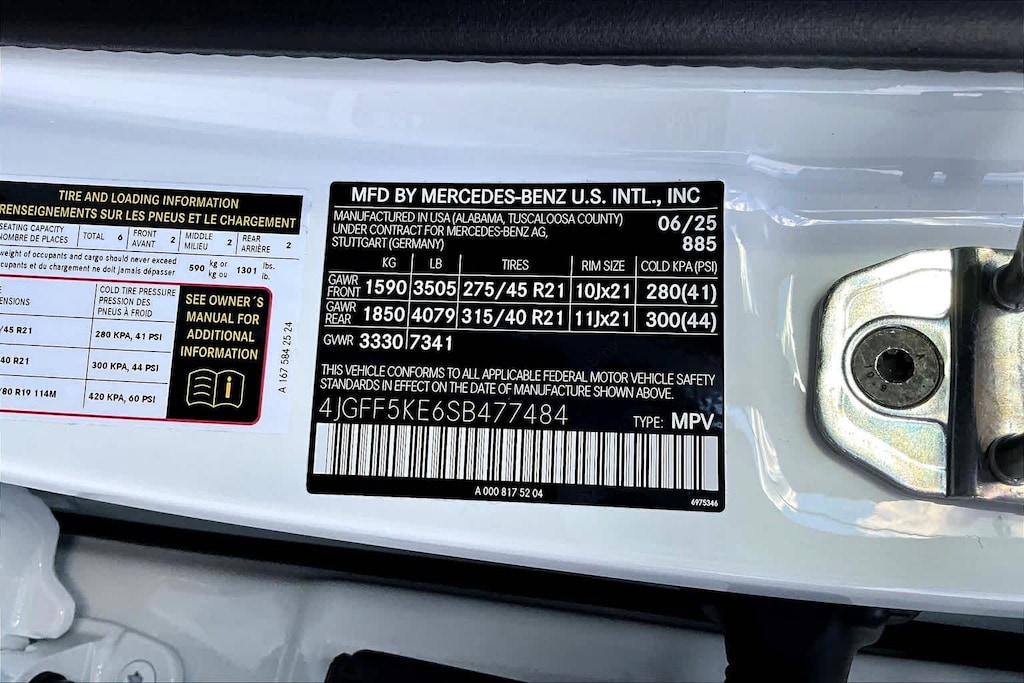 TIRE AND LOADING INFORMATION
RENSEIGNEMENTS SUR LES PNEUS ET LE CHARGEMENT
SEATING CAPACITY
NOMBRE DE PLACES
TOTAL 6
FRONT
AVANT 2
MIDDLE
MILIEU 2
REAR
ARRIÈRE 2
weight of occupants and cargo should never exceed
occupants et du chargement ne doit jamais dépasser
590 kg or
kg ou
1301 lbs.
lb.
COLD TIRE PRESSURE
PRESSION DES
PNEUS À FROID
/45 R21 280 KPA, 41 PSI
40 R21 300 KPA, 44 PSI
/80 R19 114M 420 KPA, 60 PSI
SEE OWNER´S
MANUAL FOR
ADDITIONAL
INFORMATION
A 167 584 25 24
MFD BY MERCEDES-BENZ U.S. INTL., INC
MANUFACTURED IN USA (ALABAMA, TUSCALOOSA COUNTY) 06/25
UNDER CONTRACT FOR MERCEDES-BENZ AG,
STUTTGART (GERMANY) 885
KG LB TIRES RIM SIZE COLD KPA (PSI)
GAWR
FRONT 1590 3505 275/45 R21 10Jx21 280(41)
GAWR
REAR 1850 4079 315/40 R21 11Jx21 300(44)
GVWR 3330 7341
THIS VEHICLE CONFORMS TO ALL APPLICABLE FEDERAL MOTOR VEHICLE SAFETY
STANDARDS IN EFFECT ON THE DATE OF MANUFACTURE SHOWN ABOVE.
4JGFF5KE6SB477484 TYPE: MPV
A 000 817 52 04
6975346